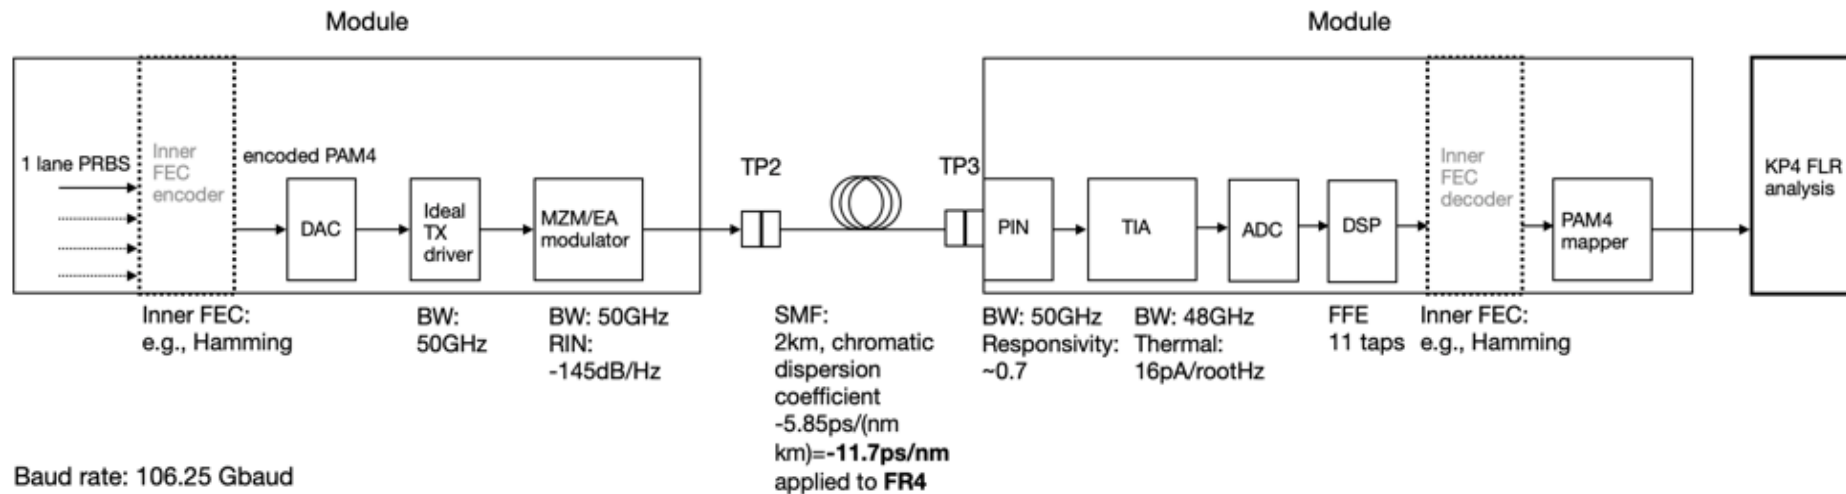 Module
Module
1 lane PRBS
Inner
FEC
encoder
encoded PAM4
DAC
Ideal
TX
driver
MZM/EA
modulator
TP2
TP3
PIN
TIA
ADC
DSP
Inner
FEC
decoder
PAM4
mapper
KP4 FLR
analysis
Inner FEC:
e.g., Hamming
BW:
50GHz
BW: 50GHz
RIN:
-145dB/Hz
SMF:
2km, chromatic
dispersion
coefficient
-5.85ps/(nm
km)=-11.7ps/nm
applied to FR4
BW: 50GHz
Responsivity:
~0.7
BW: 48GHz
Thermal:
16pA/rootHz
FFE
11 taps
Inner FEC:
e.g., Hamming
Baud rate: 106.25 Gbaud